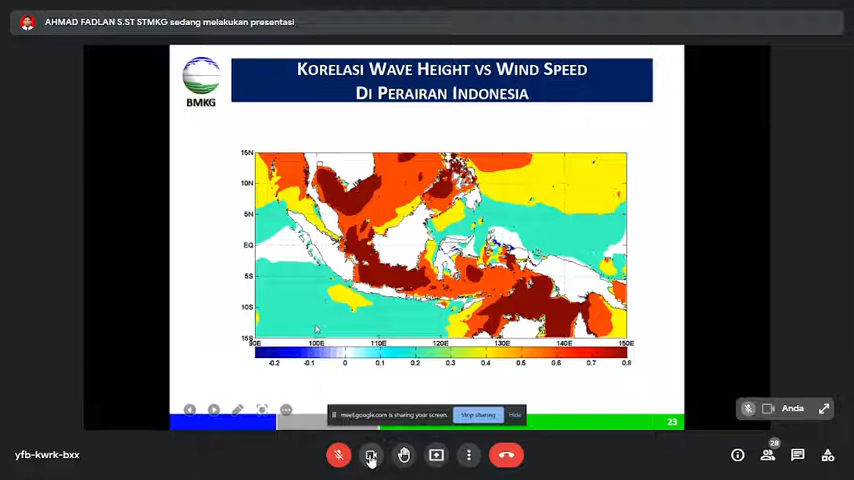 AHMAD FADLAN S.ST STMKG sedang melakukan presentasi
KORELASI WAVE HEIGHT VS WIND SPEED
DI PERAIRAN INDONESIA
BMKG
15N
10N
5N
EQ
5S
10S
15S
90E 100E 110E 120E 130E 140E 150E
-0.2 -0.1 0 0.1 0.2 0.3 0.4 0.5 0.6 0.7 0.8
meet.google.com is sharing your screen. Stop sharing Hide
Anda
23
28
yfb-kwrk-bxx